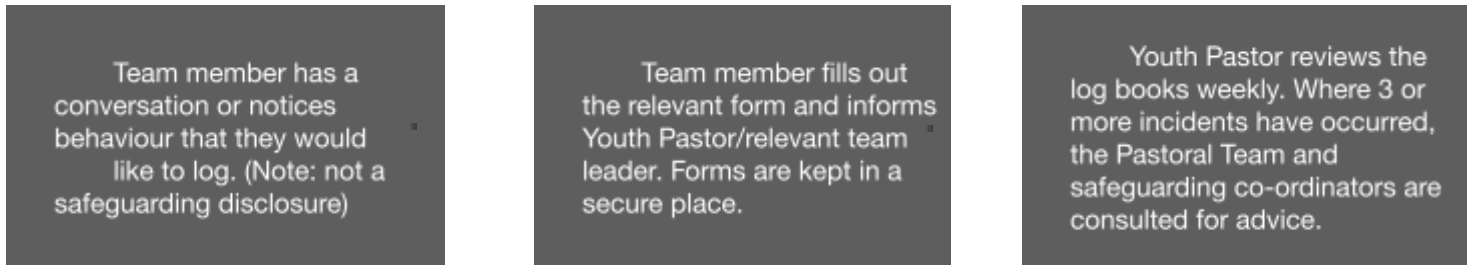 Team member has a
conversation or notices
behaviour that they would
like to log. (Note: not a
safeguarding disclosure)
Team member fills out
the relevant form and informs
Youth Pastor/relevant team
leader. Forms are kept in a
secure place.
Youth Pastor reviews the
log books weekly. Where 3 or
more incidents have occurred,
the Pastoral Team and
safeguarding co-ordinators are
consulted for advice.